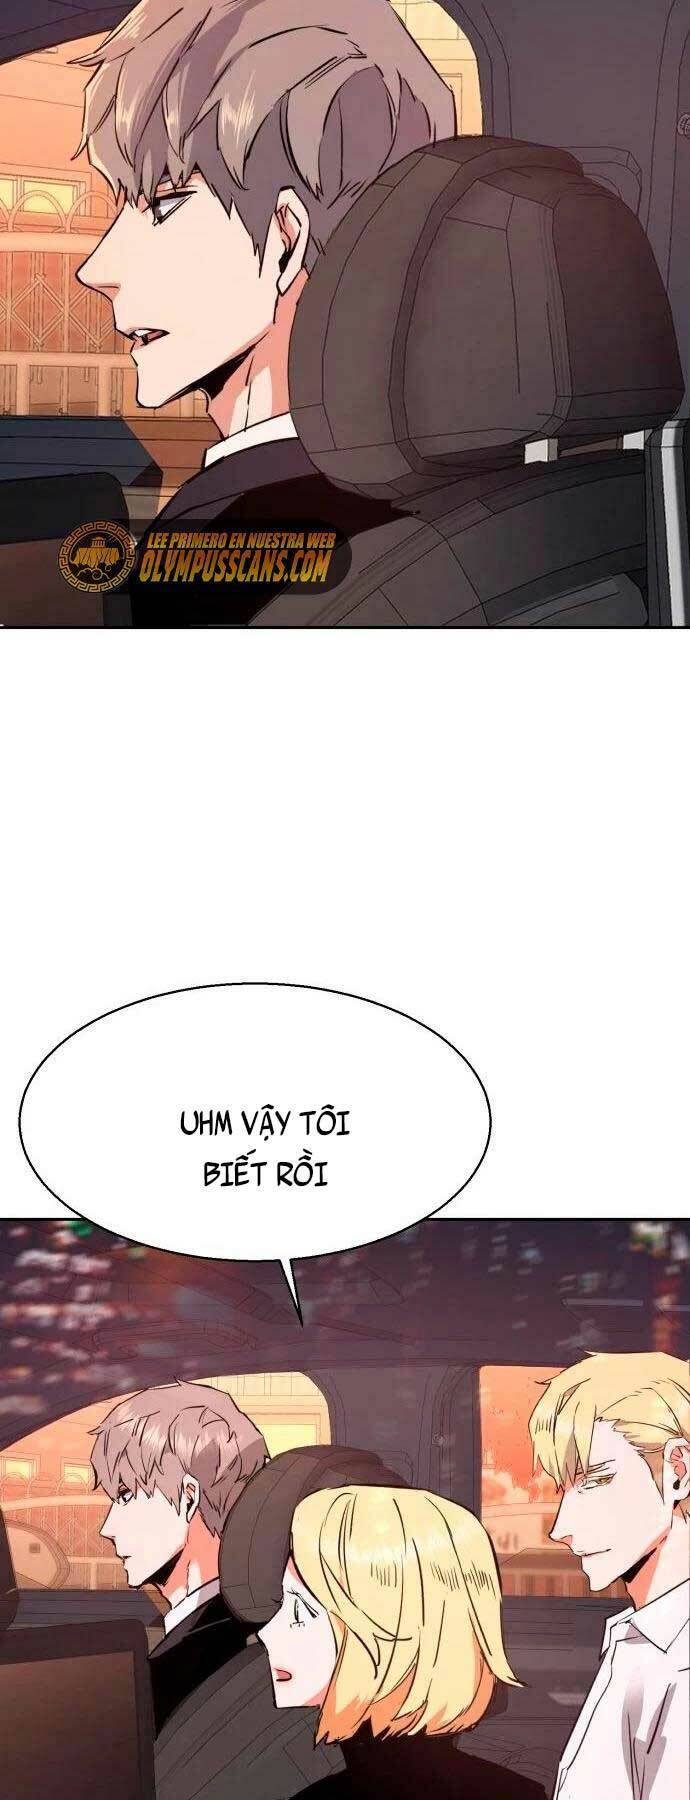 LEE PRIMERO EN NUESTRA WEB
OLYMPUSSCANS.COM
UHM VẬY TÔI
BIẾT RỒI